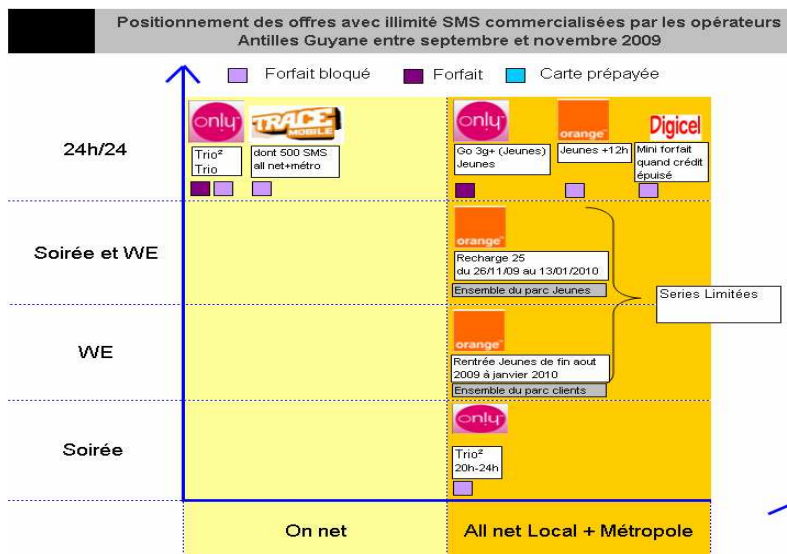 Positionnement des offres avec illimité SMS commercialisées par les opérateurs
Antilles Guyane entre septembre et novembre 2009
Forfait bloqué
Forfait
Carte prépayée
24h/24
only
Trio²
Trio
TRACE
MOBILE
dont 500 SMS
all net+métro
only
Go 3g+ (Jeunes)
Jeunes
orange™
Jeunes +12h
Digicel
Mini forfait
quand crédit
épuisé
Soirée et WE
orange™
Recharge 25
du 26/11/09 au 13/01/2010
Ensemble du parc Jeunes
Series Limitées
WE
orange™
Rentrée Jeunes de fin aout
2009 à janvier 2010
Ensemble du parc clients
Soirée
only
Trio²
20h-24h
On net
All net Local + Métropole